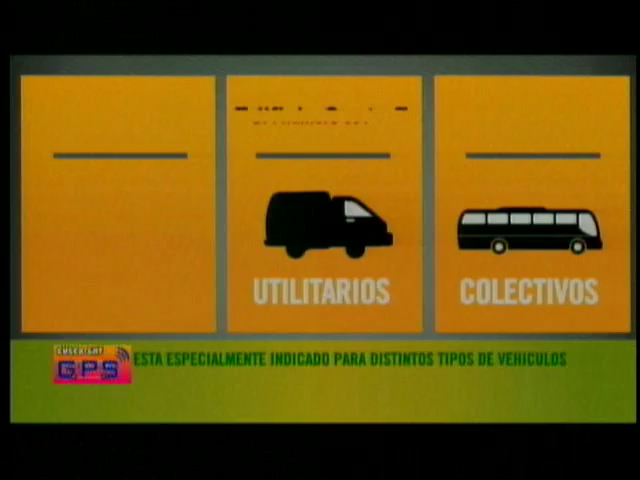 UTILITARIOS
COLECTIVOS
GPS
ESTA ESPECIALMENTE INDICADO PARA DISTINTOS TIPOS DE VEHICULOS